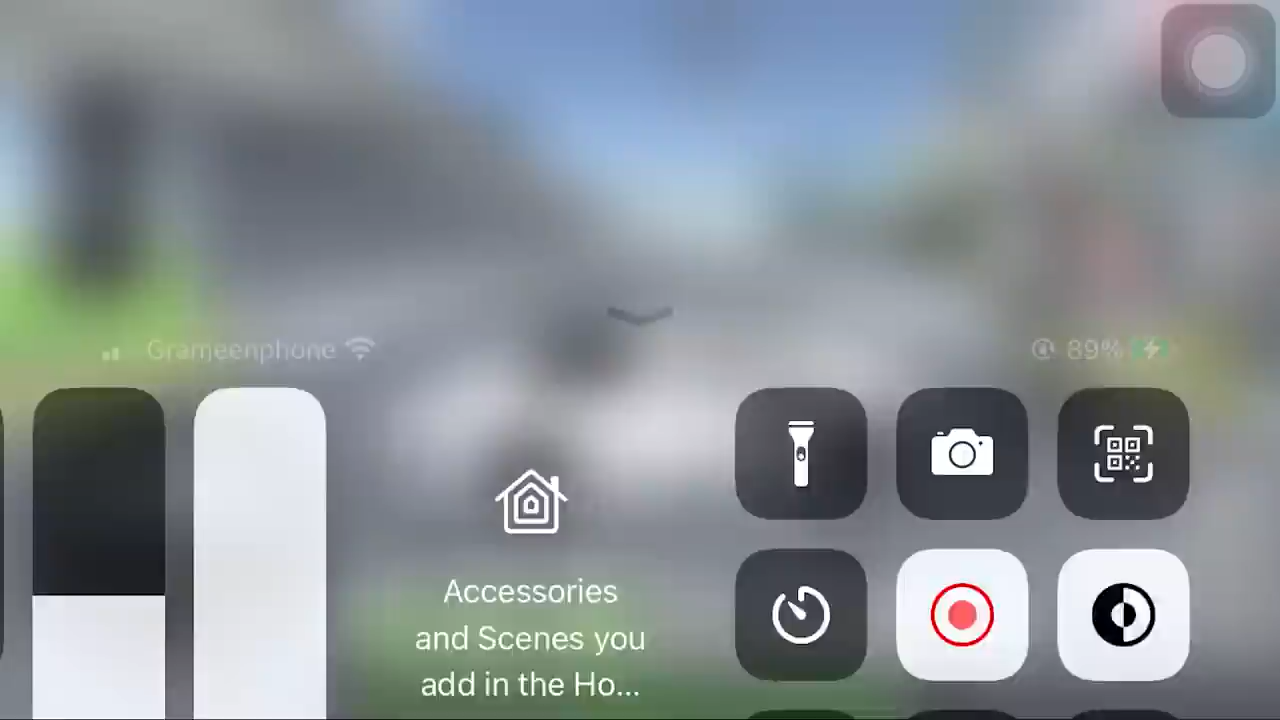 Grameenphone
89%
Accessories
and Scenes you
add in the Ho...